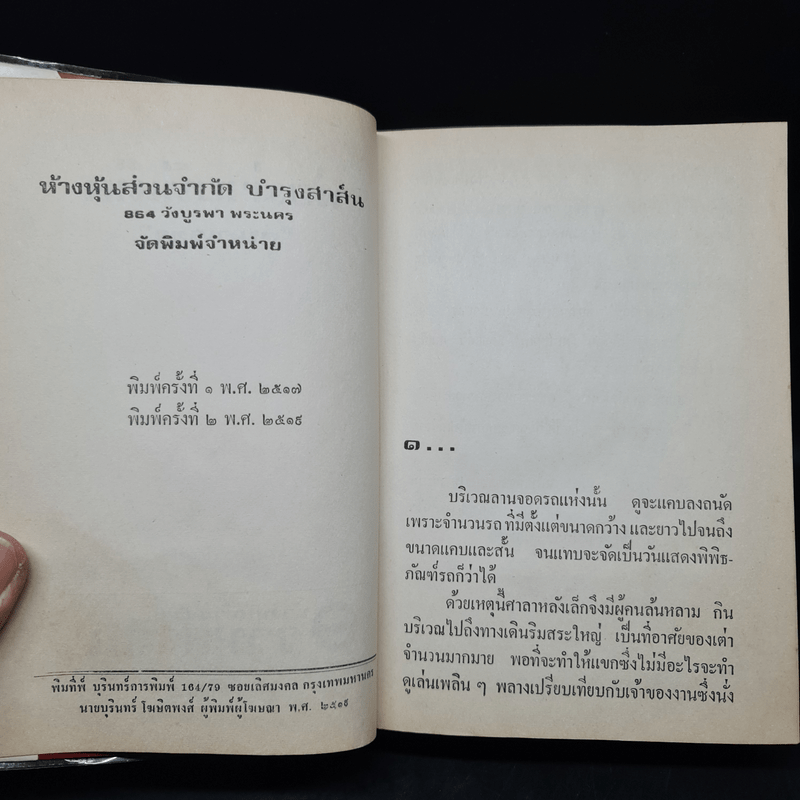 ห้างหุ้นส่วนจำกัด บำรุงสาส์น
864 วังบูรพา พระนคร
จัดพิมพ์จำหน่าย
พิมพ์ครั้งที่ ๑ พ.ศ. ๒๕๑๗
พิมพ์ครั้งที่ ๒ พ.ศ. ๒๕๑๙
พิมพ์ที่ บุรินทร์การพิมพ์ 164/79 ซอยเลิศมงคล กรุงเทพมหานคร
นายบุรินทร์ โฆษิตพงศ์ ผู้พิมพ์ผู้โฆษณา พ.ศ. ๒๕๑๙
๑...
บริเวณลานจอดรถแห่งนั้น ดูจะแคบลงถนัด
เพราะจำนวนรถ ที่มีตั้งแต่ขนาดกว้าง และยาวไปจนถึง
ขนาดแคบและสั้น จนแทบจะจัดเป็นวันแสดงพิพิธ-
ภัณฑ์รถก็ว่าได้
ด้วยเหตุนี้ศาลาหลังเล็กจึงมีผู้คนล้นหลาม กิน
บริเวณไปถึงทางเดินริมสระใหญ่ เป็นที่อาศัยของเต่า
จำนวนมากมาย พอที่จะทำให้แขกซึ่งไม่มีอะไรจะทำ
ดูเล่นเพลิน ๆ พลางเปรียบเทียบกับเจ้าของงานซึ่งนั่ง